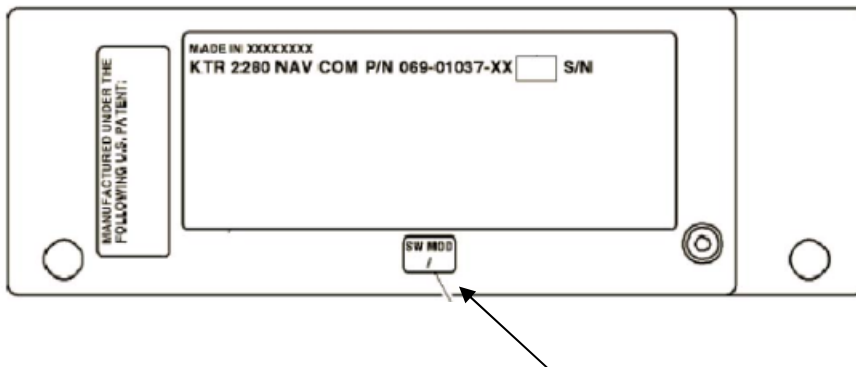 MANUFACTURED UNDER THE
FOLLOWING U.S. PATENT:
MADE IN XXXXXXXX
KTR 2280 NAV COM P/N 069-01037-XX S/N
SW MOD
/